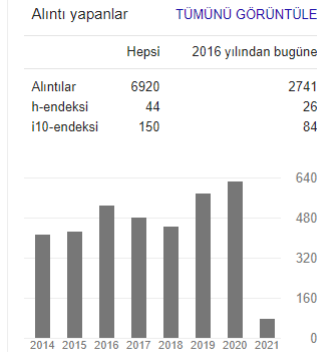 Alıntı yapanlar TÜMÜNÜ GÖRÜNTÜLE
Hepsi 2016 yılından bugüne
Alıntılar 6920 2741
h-endeksi 44 26
i10-endeksi 150 84
640
480
320
160
0
2014 2015 2016 2017 2018 2019 2020 2021